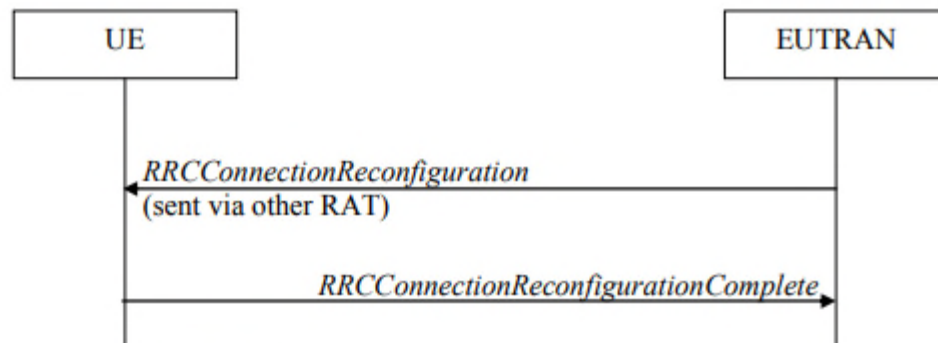 UE
EUTRAN
RRCConnectionReconfiguration
(sent via other RAT)
RRCConnectionReconfigurationComplete